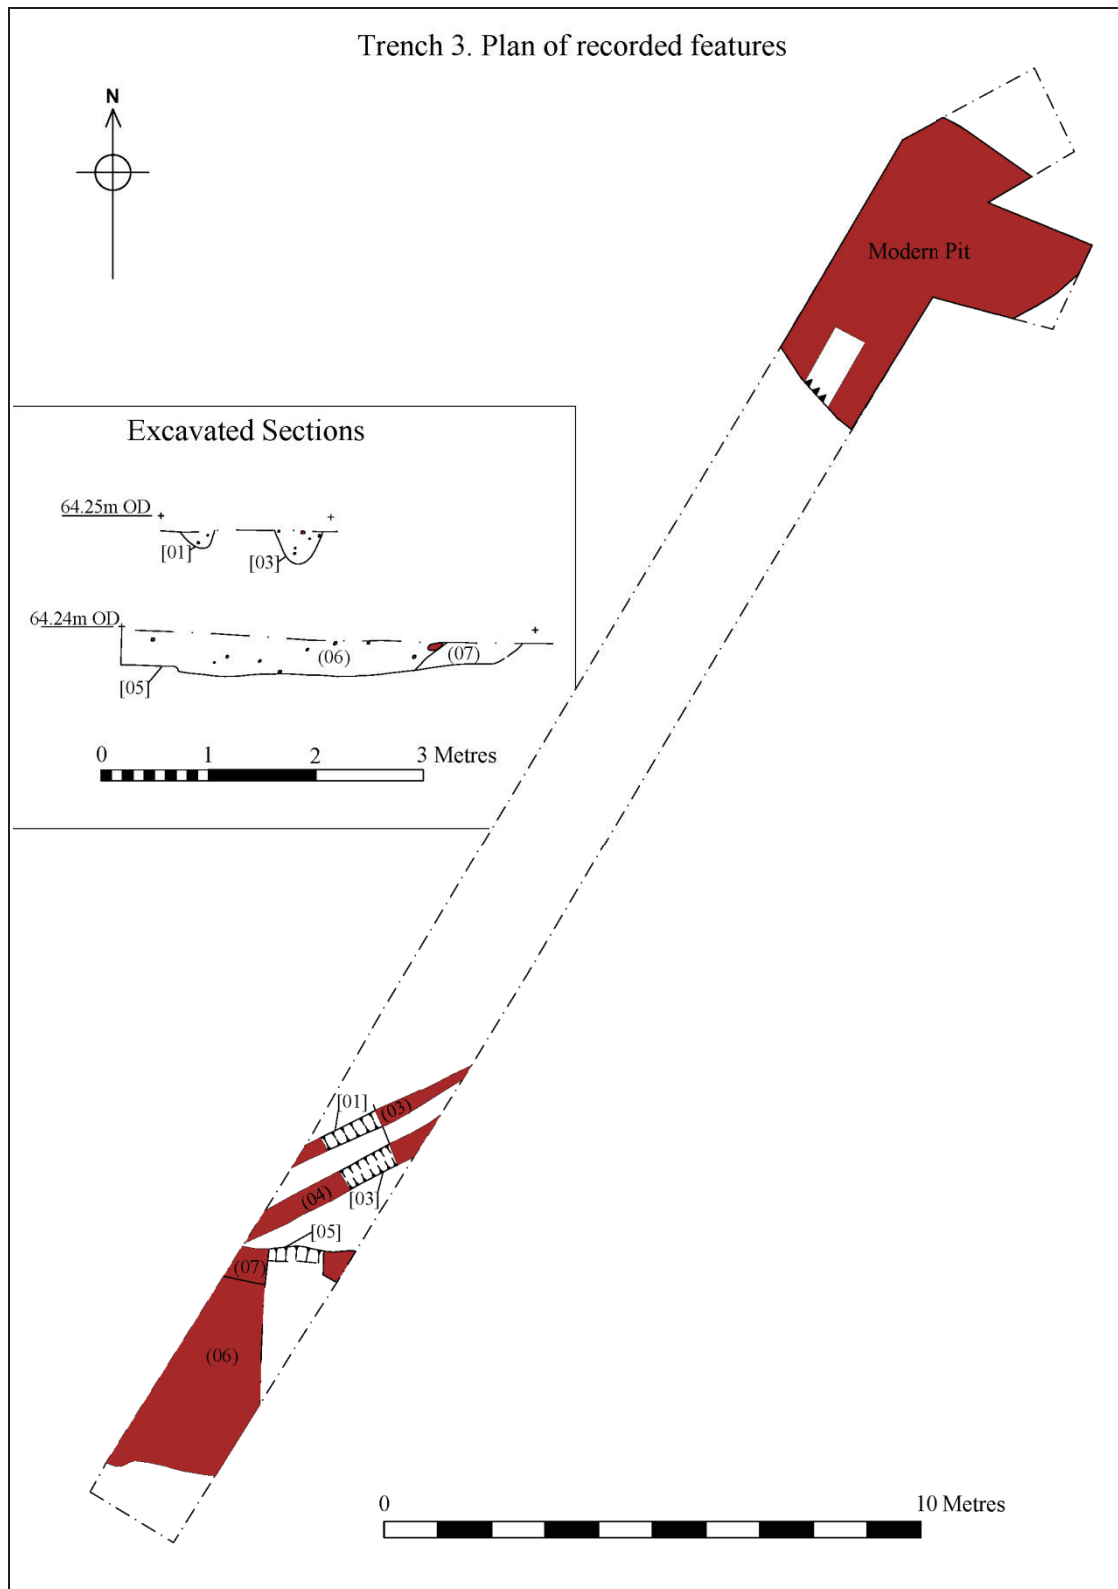 Trench 3. Plan of recorded features
N
Modern Pit
Excavated Sections
64.25m OD
[01]
[03]
64.24m OD
(06)
(07)
[05]
0 1 2 3 Metres
[01]
(03)
(04)
[03]
[05]
(07)
(06)
0 10 Metres